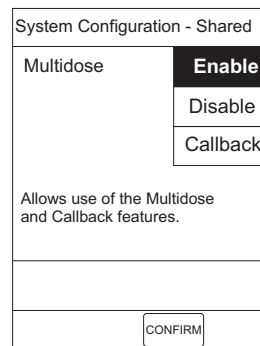 System Configuration - Shared
Multidose
Enable
Disable
Callback
Allows use of the Multidose
and Callback features.
CONFIRM